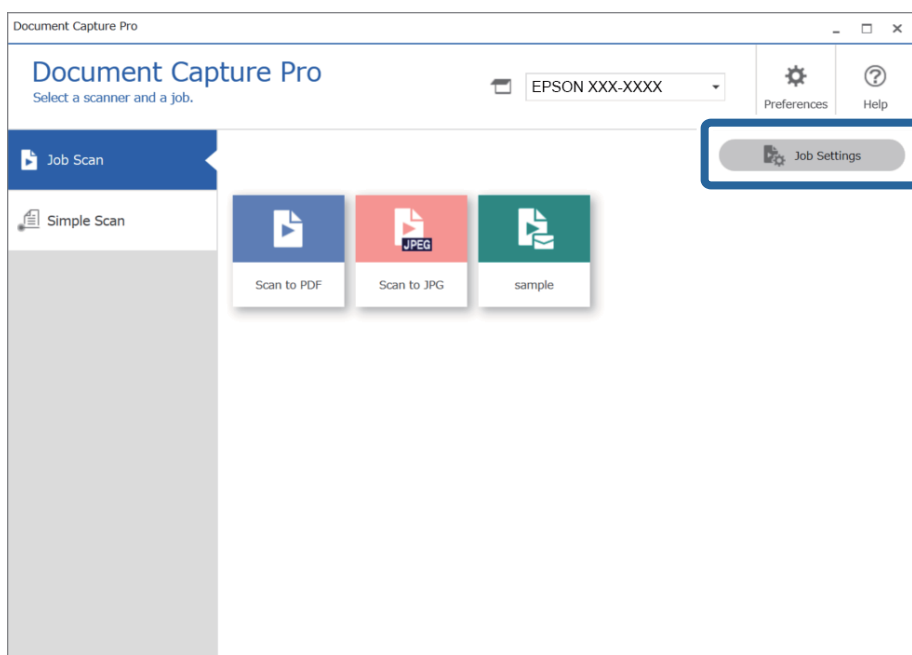 Document Capture Pro
Document Capture Pro
Select a scanner and a job.
EPSON XXX-XXXX
Preferences
Help
Job Scan
Job Settings
Simple Scan
JPEG
Scan to PDF
Scan to JPG
sample